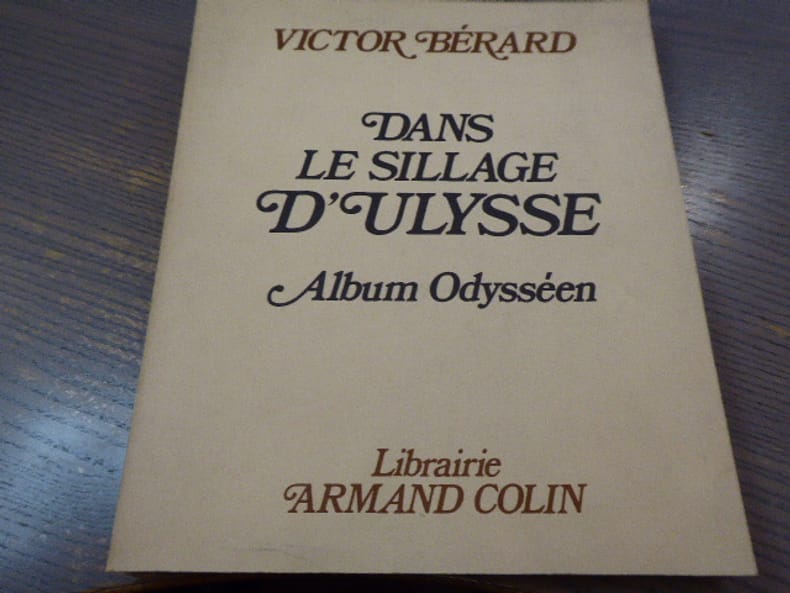 VICTOR BÉRARD
DANS
LE SILLAGE
D'ULYSSE
Album Odysséen
Librairie
ARMAND COLIN